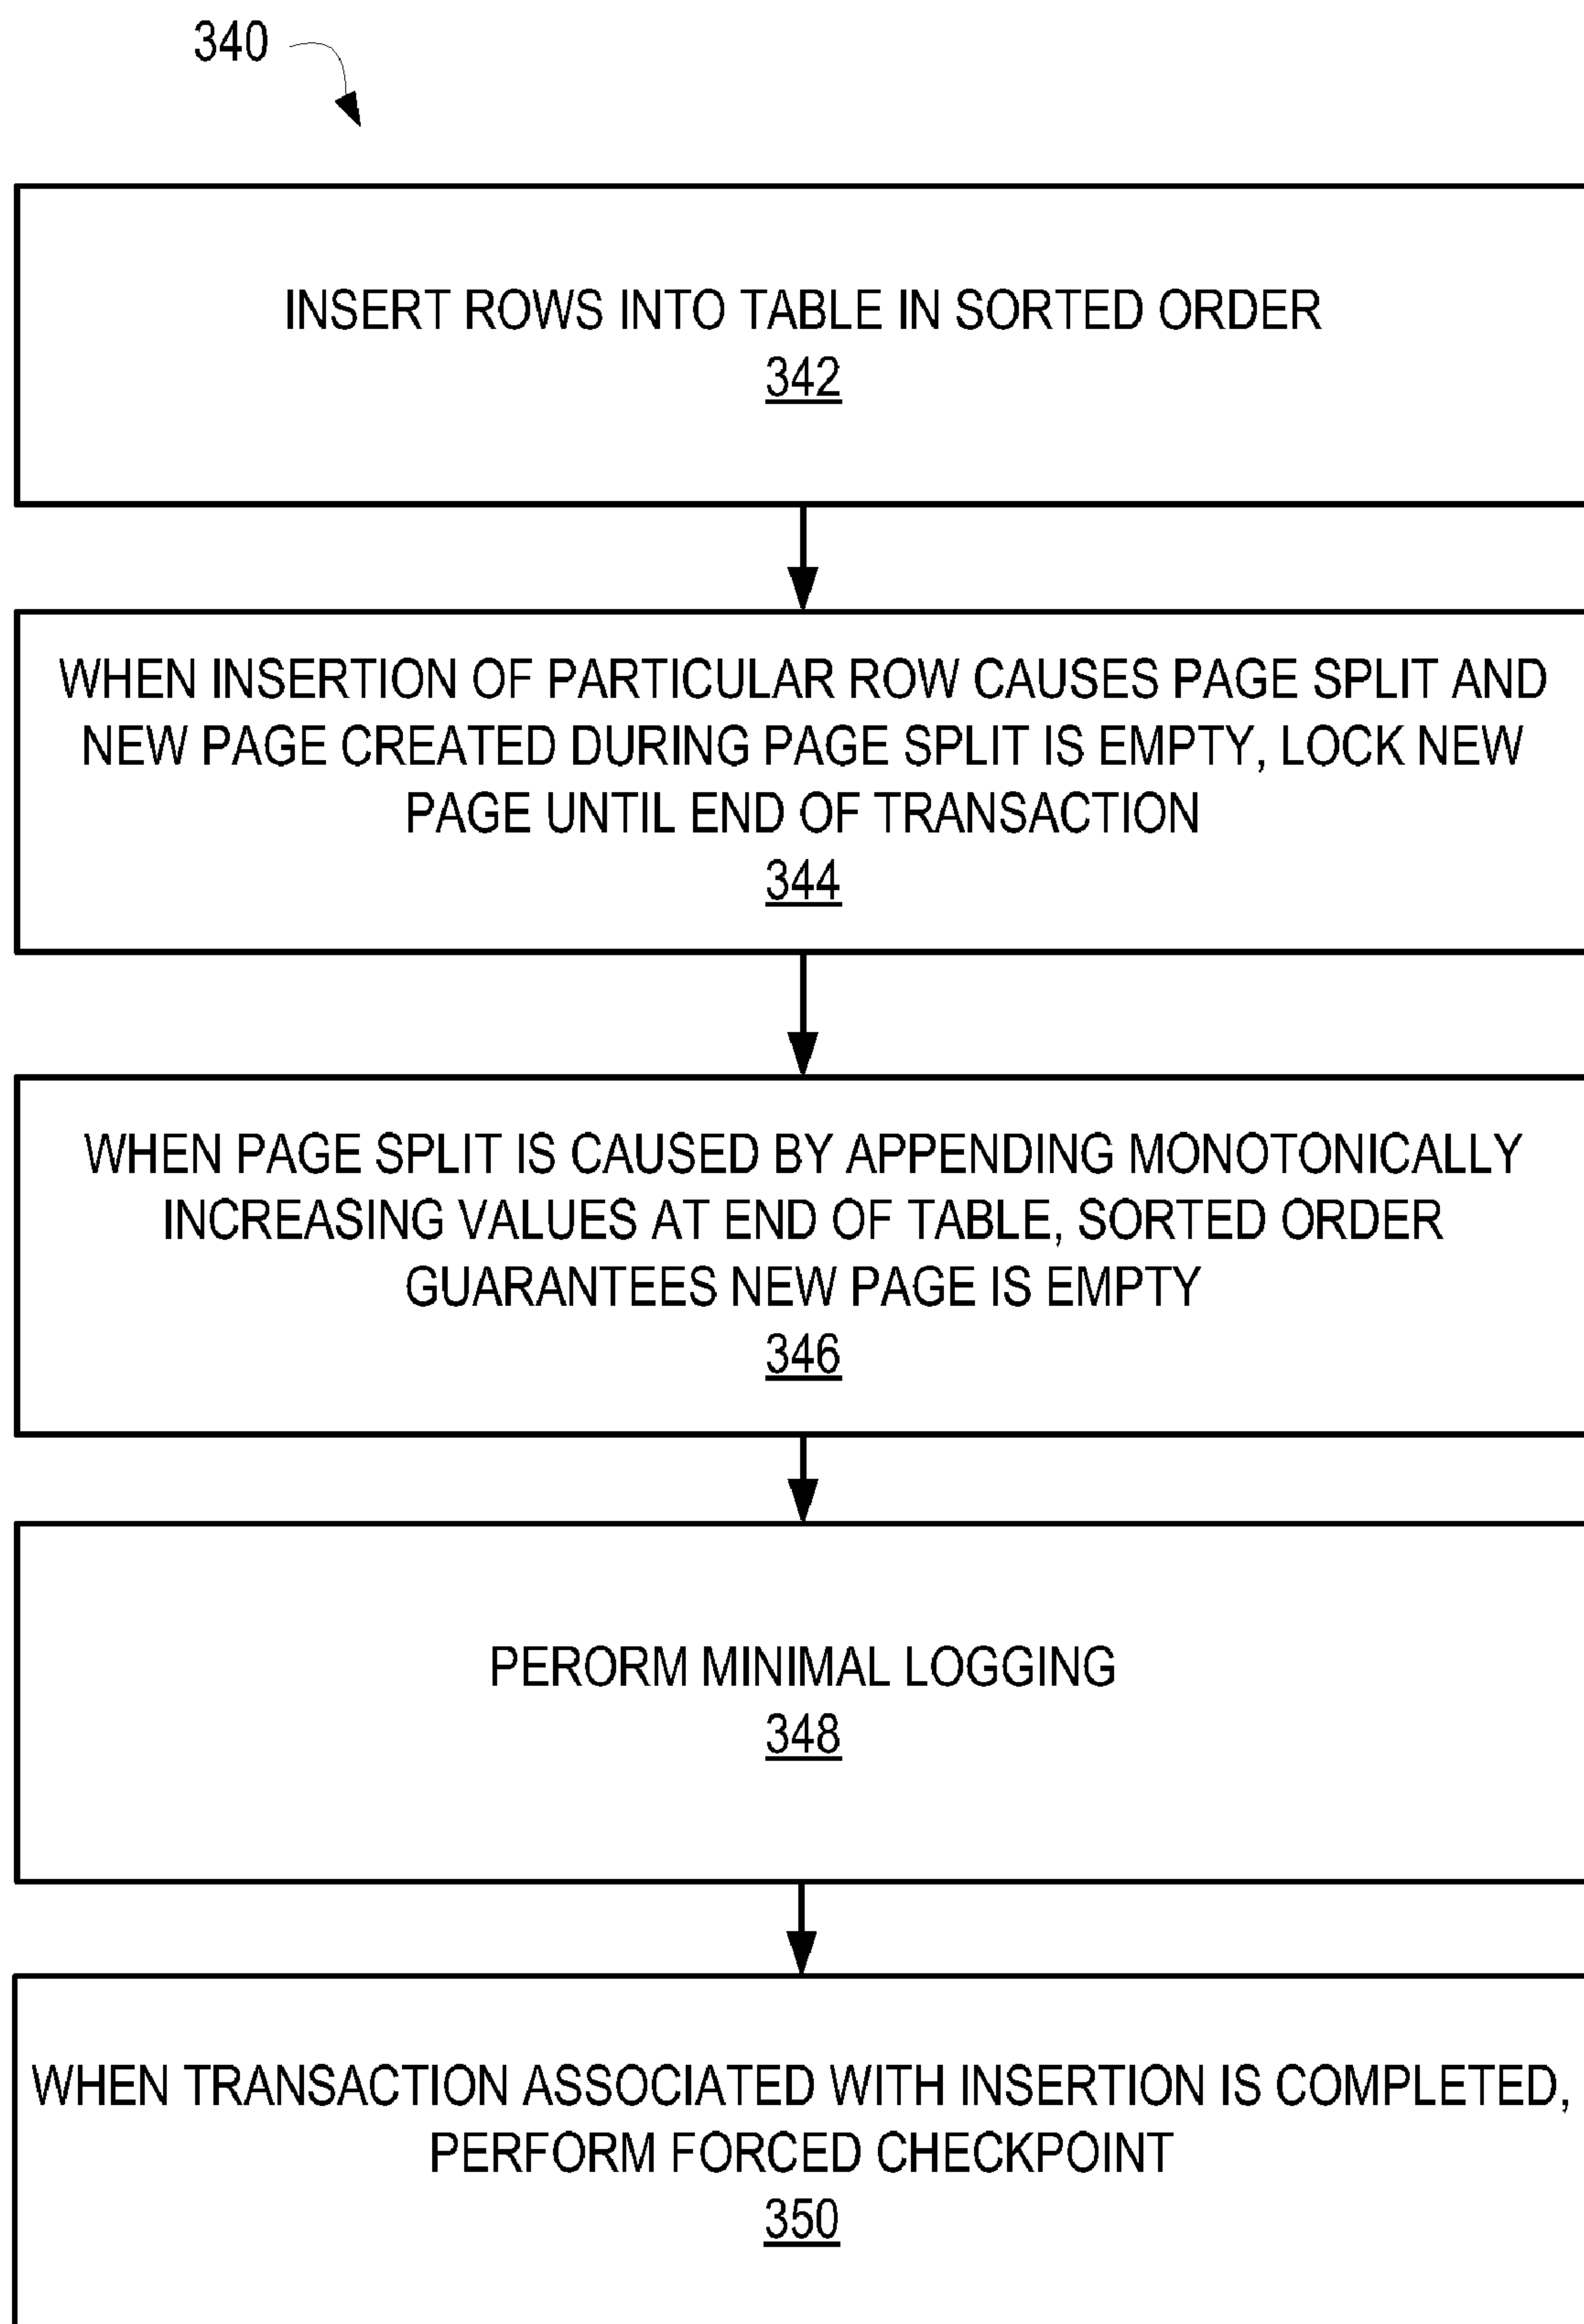 340
INSERT ROWS INTO TABLE IN SORTED ORDER
342
WHEN INSERTION OF PARTICULAR ROW CAUSES PAGE SPLIT AND
NEW PAGE CREATED DURING PAGE SPLIT IS EMPTY, LOCK NEW
PAGE UNTIL END OF TRANSACTION
344
WHEN PAGE SPLIT IS CAUSED BY APPENDING MONOTONICALLY
INCREASING VALUES AT END OF TABLE, SORTED ORDER
GUARANTEES NEW PAGE IS EMPTY
346
PERORM MINIMAL LOGGING
348
WHEN TRANSACTION ASSOCIATED WITH INSERTION IS COMPLETED,
PERFORM FORCED CHECKPOINT
350